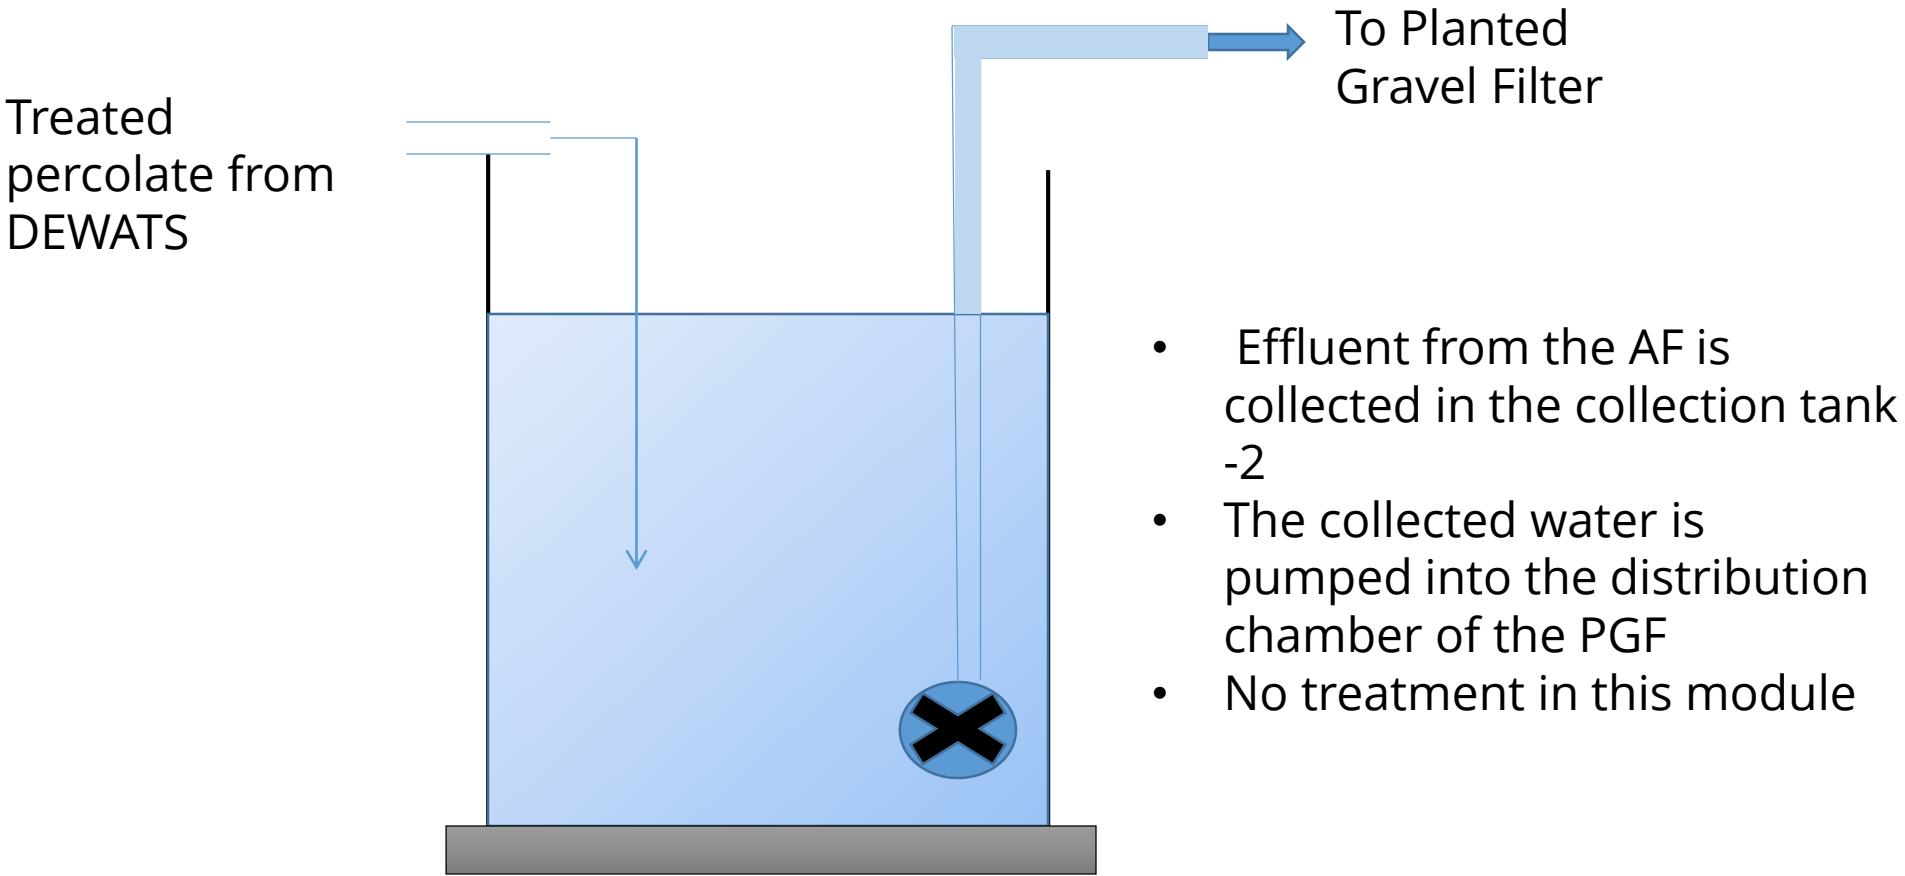 To Planted
Gravel Filter
Treated
percolate from
DEWATS
• Effluent from the AF is
collected in the collection tank
-2
• The collected water is
pumped into the distribution
chamber of the PGF
• No treatment in this module